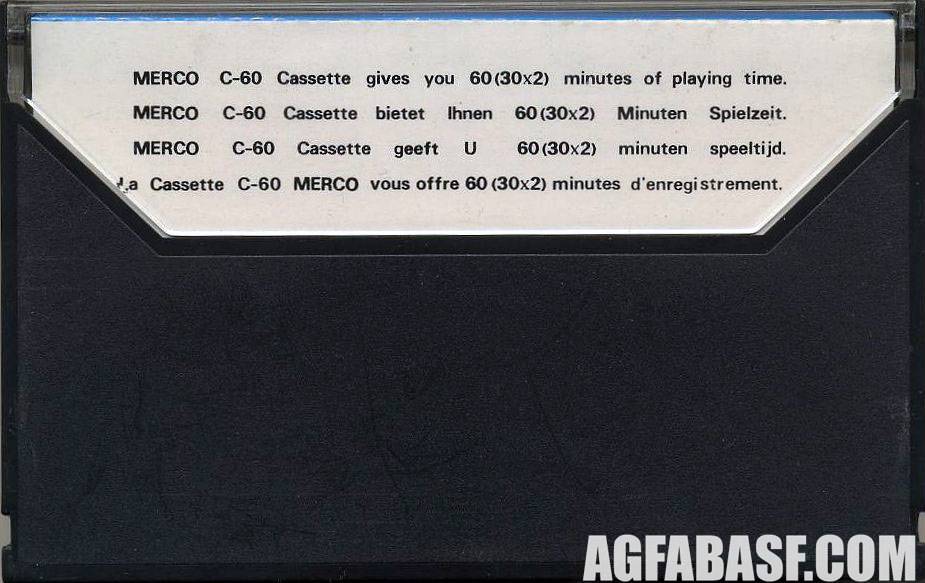 MERCO C-60 Cassette gives you 60(30x2) minutes of playing time.
MERCO C-60 Cassette bietet Ihnen 60(30x2) Minuten Spielzeit.
MERCO C-60 Cassette geeft U 60(30x2) minuten speeltijd.
La Cassette C-60 MERCO vous offre 60 (30x2) minutes d'enregistrement.
AGFABASF.COM